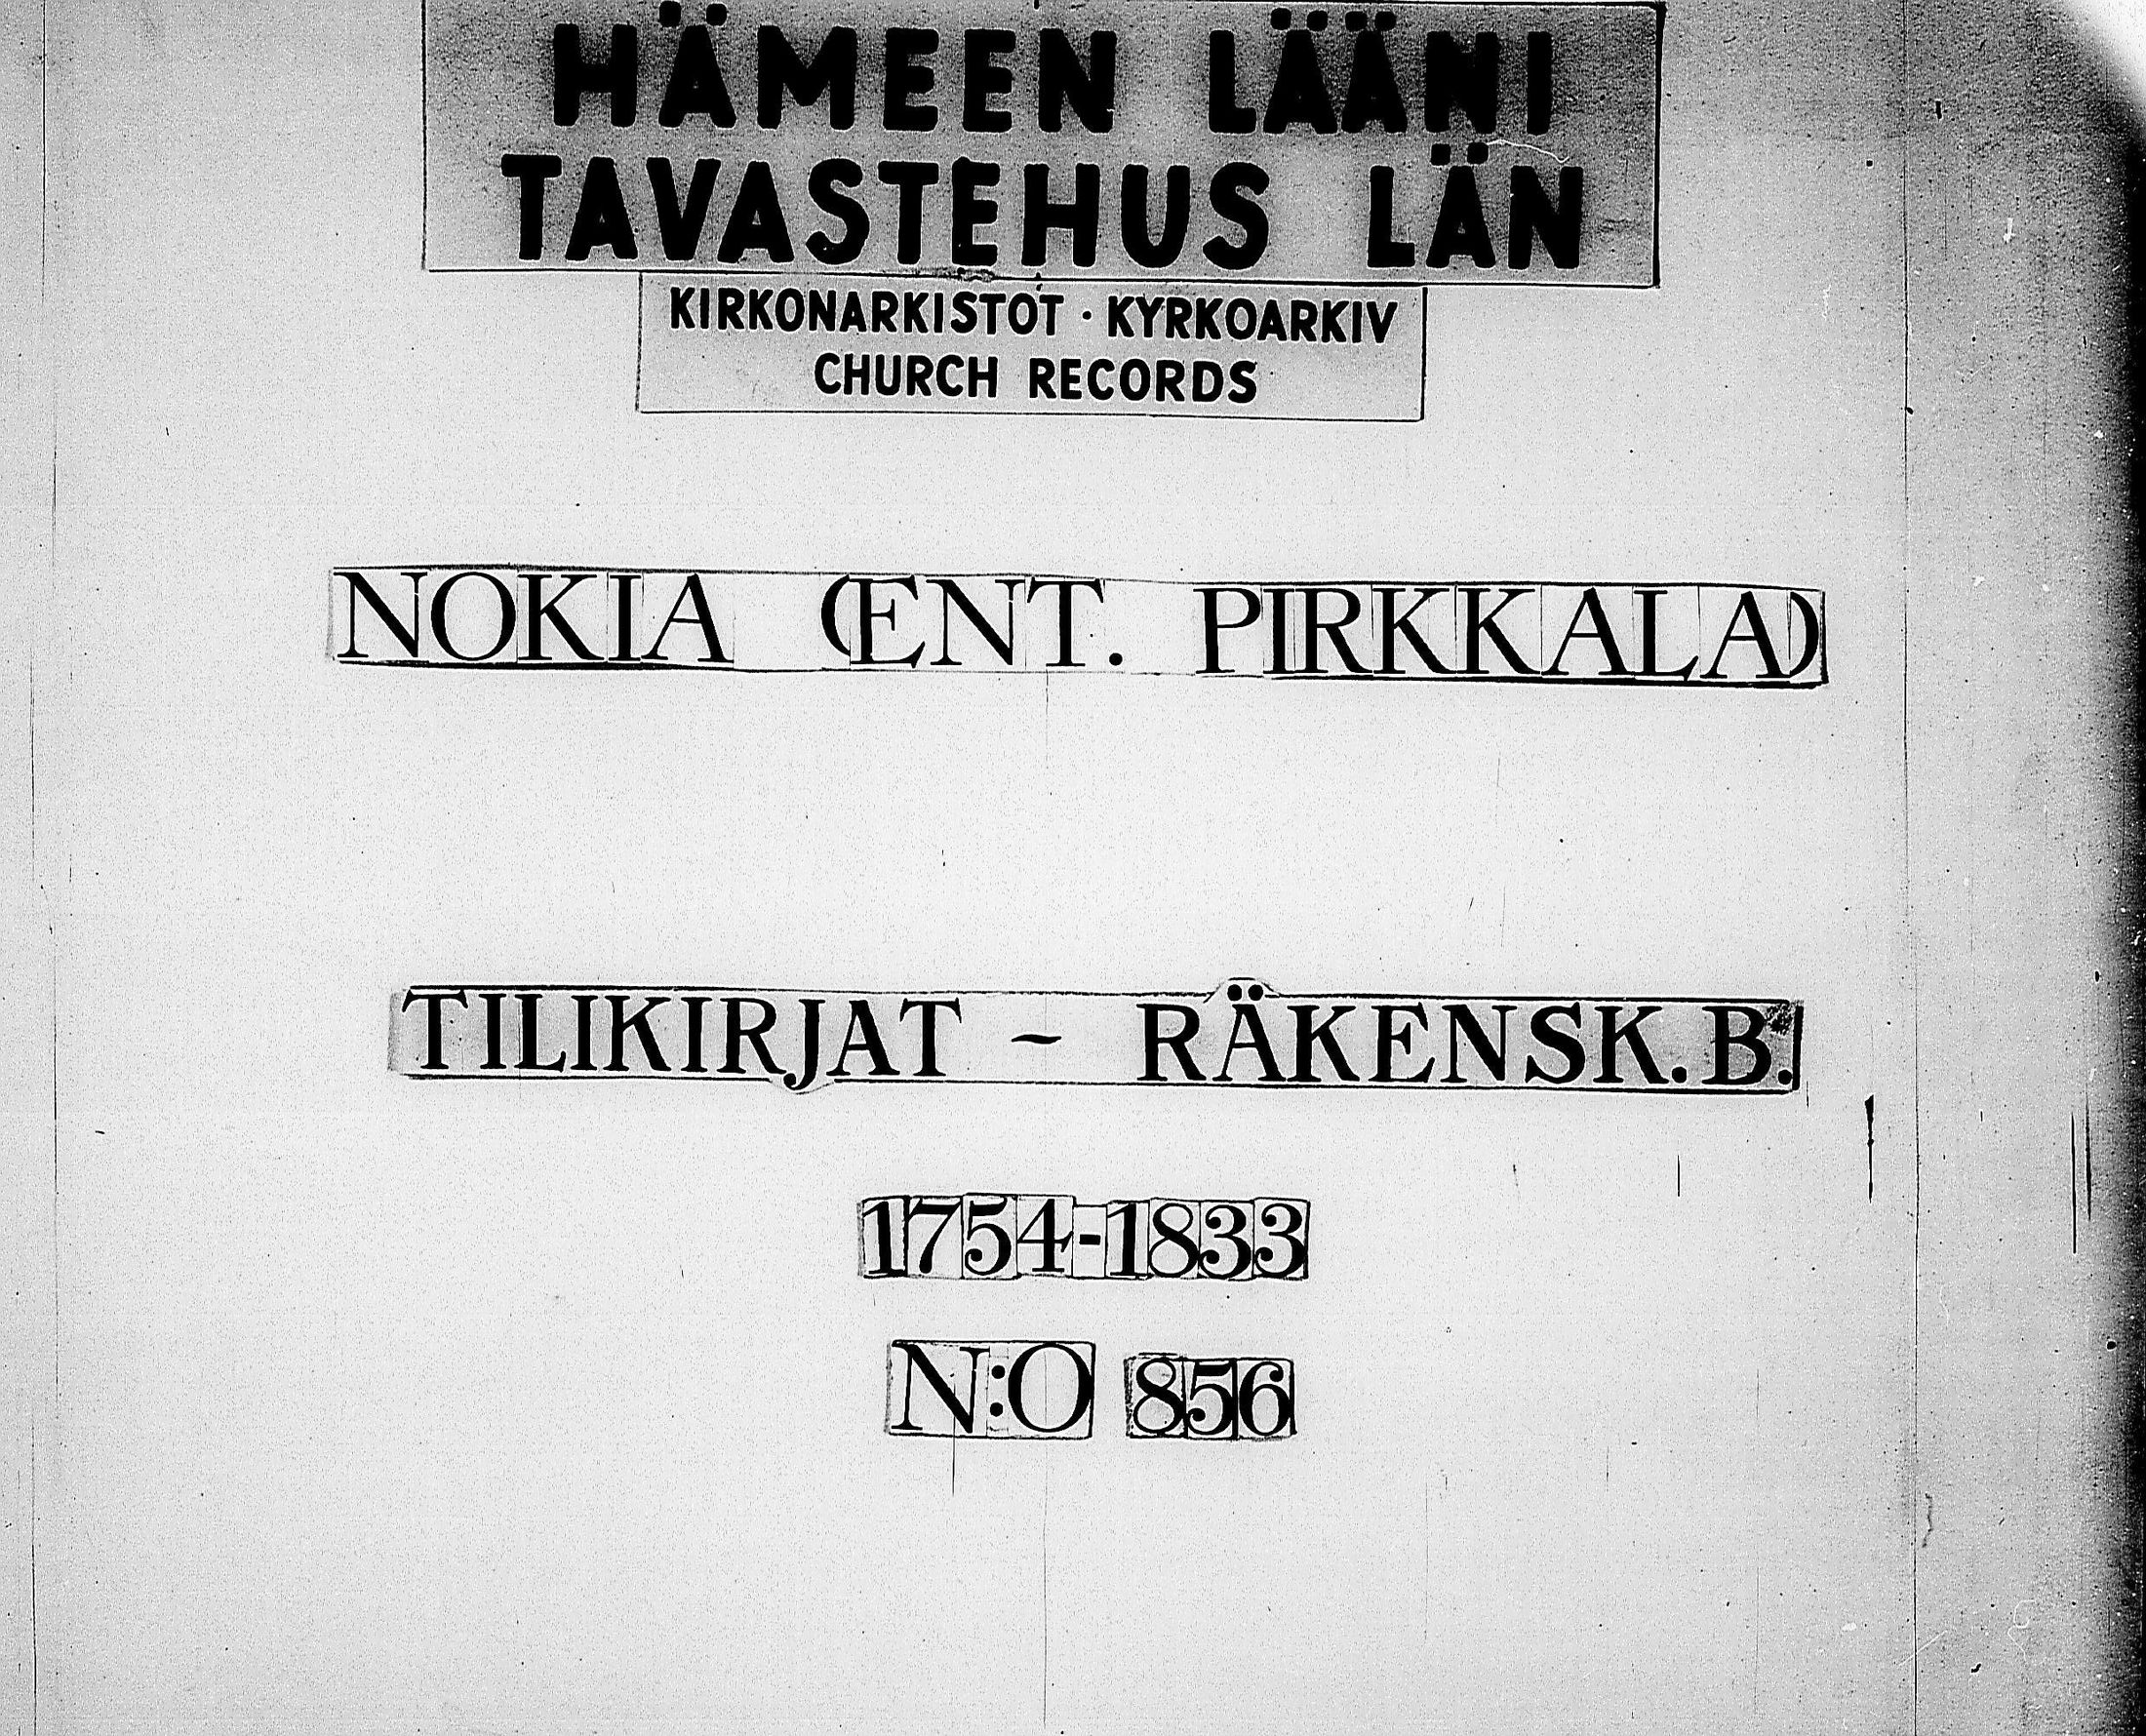 HÄMEEN LÄÄNI
TAVASTEHUS LÄN
KIRKONARKISTOT · KYRKOARKIV
CHURCH RECORDS
NOKIA (ENT. PIRKKALA)
TILIKIRJAT - RÄKENSK.B.
1754-1833
N:O 856